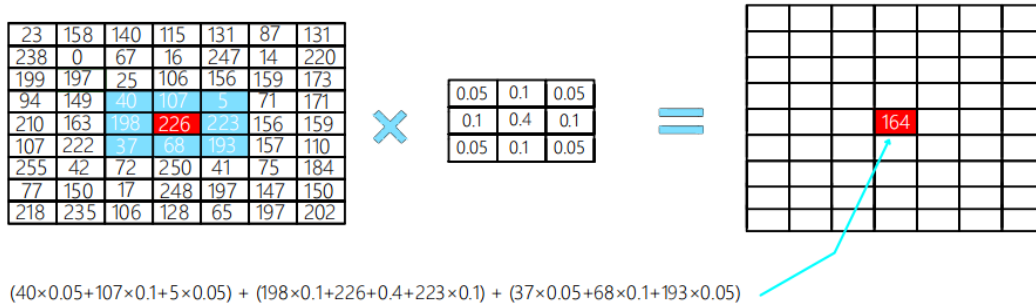 23 158 140 115 131 87 131
238 0 67 16 247 14 220
199 197 25 106 156 159 173
94 149 40 107 5 71 171
0.05 0.1 0.05
210 163 198 226 223 156 159
0.1 0.4 0.1
164
107 222 37 68 193 157 110
0.05 0.1 0.05
255 42 72 250 41 75 184
77 150 17 248 197 147 150
218 235 106 128 65 197 202
(40×0.05+107×0.1+5×0.05) + (198×0.1+226+0.4+223×0.1) + (37×0.05+68×0.1+193×0.05)